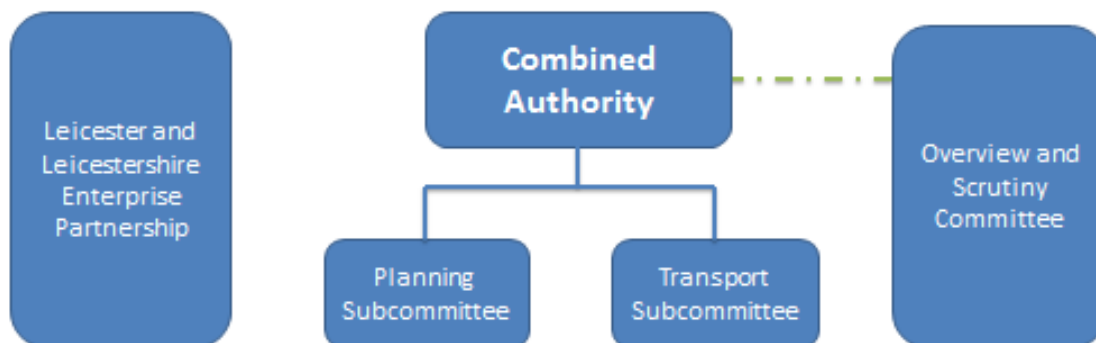 Leicester and
Leicestershire
Enterprise
Partnership
Combined
Authority
Overview and
Scrutiny
Committee
Planning
Subcommittee
Transport
Subcommittee